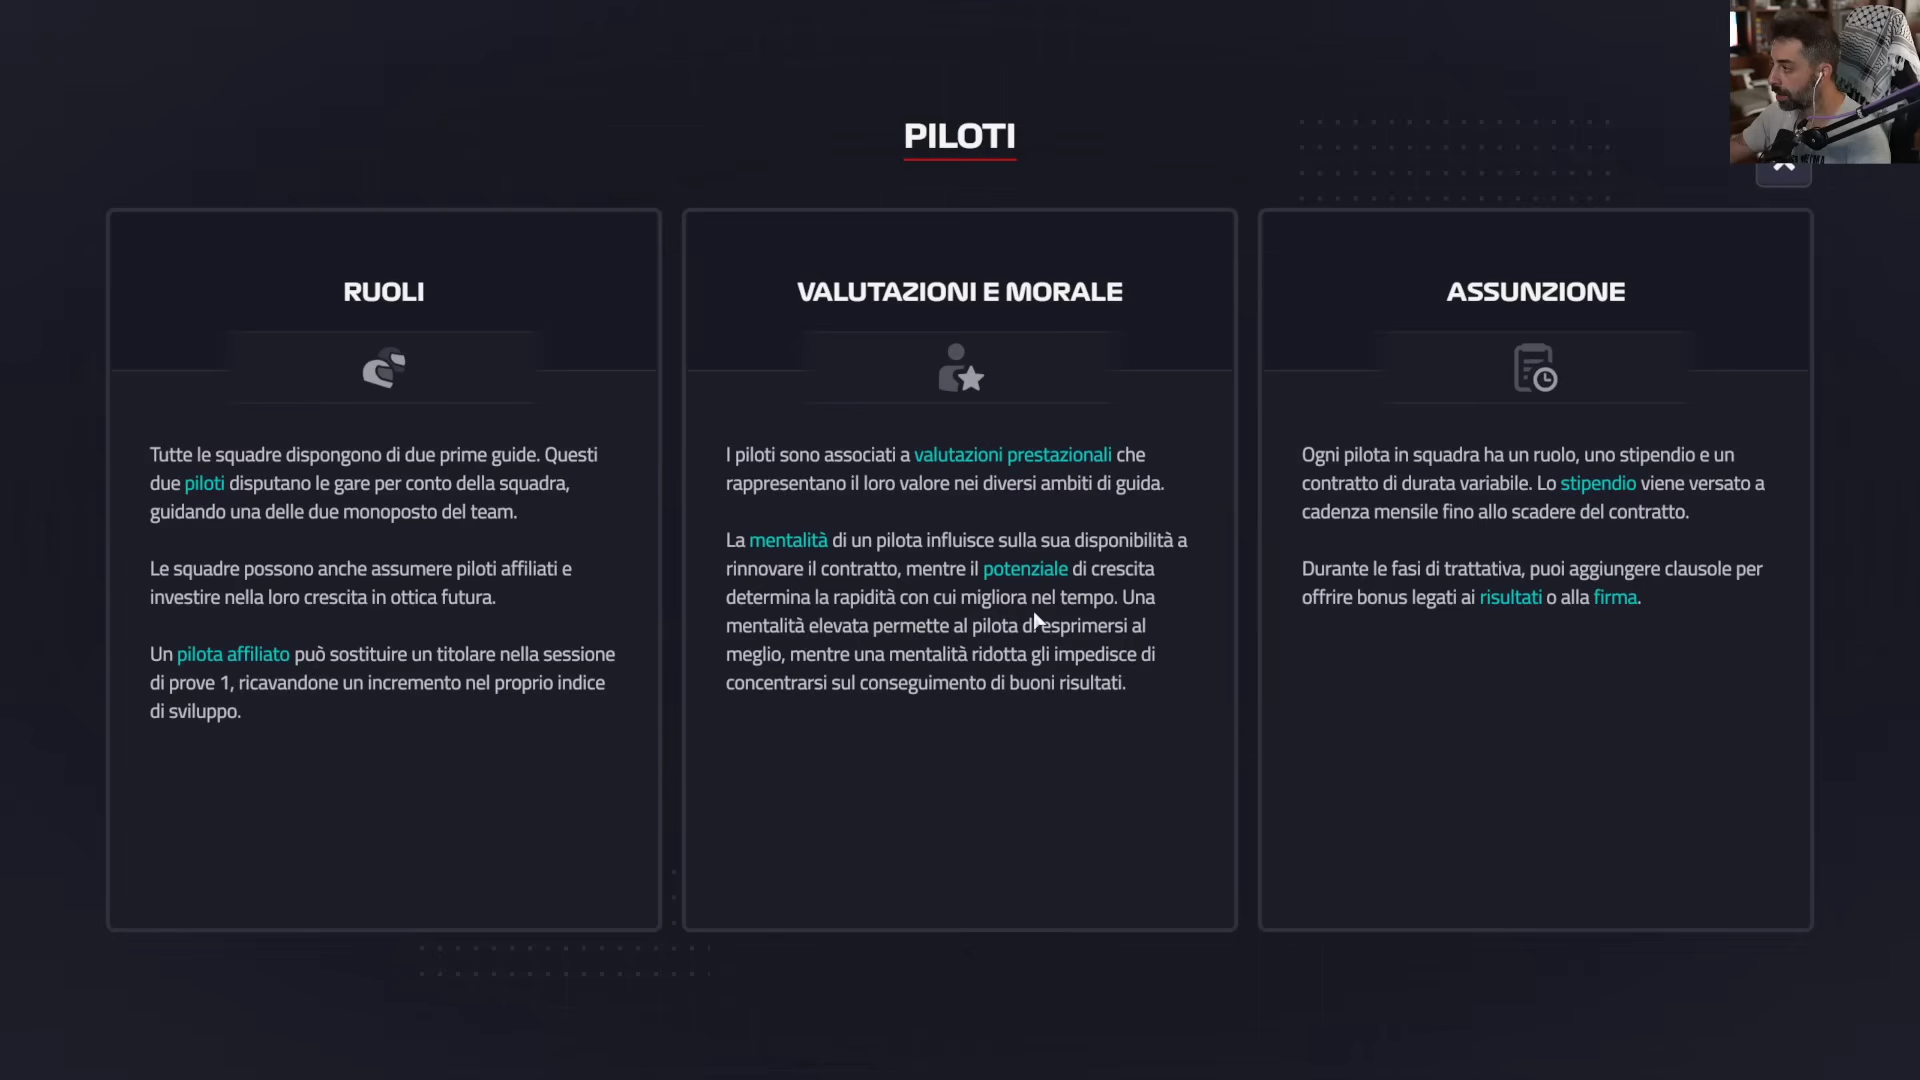 PILOTI
RUOLI
Tutte le squadre dispongono di due prime guide. Questi
due piloti disputano le gare per conto della squadra,
guidando una delle due monoposto del team.
Le squadre possono anche assumere piloti affiliati e
investire nella loro crescita in ottica futura.
Un pilota affiliato può sostituire un titolare nella sessione
di prove 1, ricavandone un incremento nel proprio indice
di sviluppo.
VALUTAZIONI E MORALE
I piloti sono associati a valutazioni prestazionali che
rappresentano il loro valore nei diversi ambiti di guida.
La mentalità di un pilota influisce sulla sua disponibilità a
rinnovare il contratto, mentre il potenziale di crescita
determina la rapidità con cui migliora nel tempo. Una
mentalità elevata permette al pilota di esprimersi al
meglio, mentre una mentalità ridotta gli impedisce di
concentrarsi sul conseguimento di buoni risultati.
ASSUNZIONE
Ogni pilota in squadra ha un ruolo, uno stipendio e un
contratto di durata variabile. Lo stipendio viene versato a
cadenza mensile fino allo scadere del contratto.
Durante le fasi di trattativa, puoi aggiungere clausole per
offrire bonus legati ai risultati o alla firma.